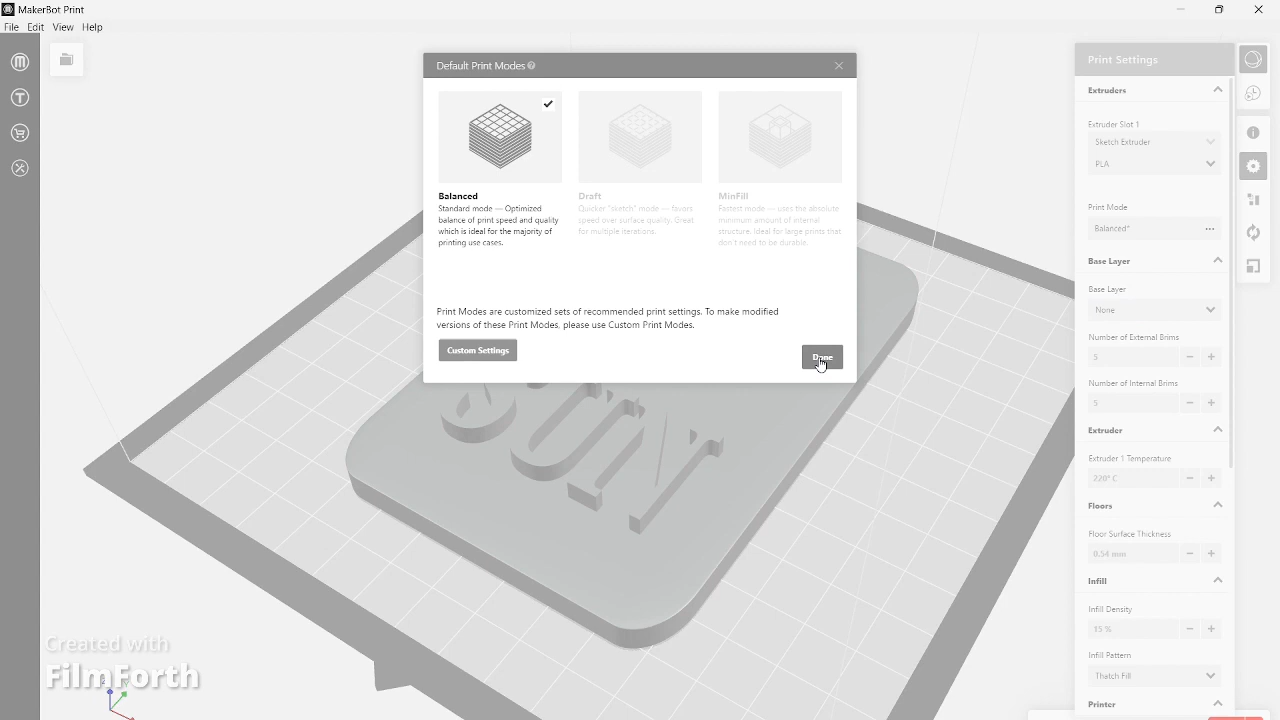 MakerBot Print
File Edit View Help
Default Print Modes
Balanced
Standard mode — Optimized
balance of print speed and quality
which is ideal for the majority of
printing use cases.
Draft
Quicker "sketch" mode — favors
speed over surface quality. Great
for multiple iterations.
MinFill
Fastest mode — uses the absolute
minimum amount of internal
structure. Ideal for large prints that
don't need to be durable.
Print Modes are customized sets of recommended print settings. To make modified
versions of these Print Modes, please use Custom Print Modes.
Custom Settings
Done
SUN
Print Settings
Extruders
Extruder Slot 1
Sketch Extruder
PLA
Print Mode
Balanced*
Base Layer
Base Layer
None
Number of External Brims
5
Number of Internal Brims
5
Extruder
Extruder 1 Temperature
220° C
Floors
Floor Surface Thickness
0.54 mm
Infill
Infill Density
15 %
Infill Pattern
Thatch Fill
Printer
Created with
FilmForth